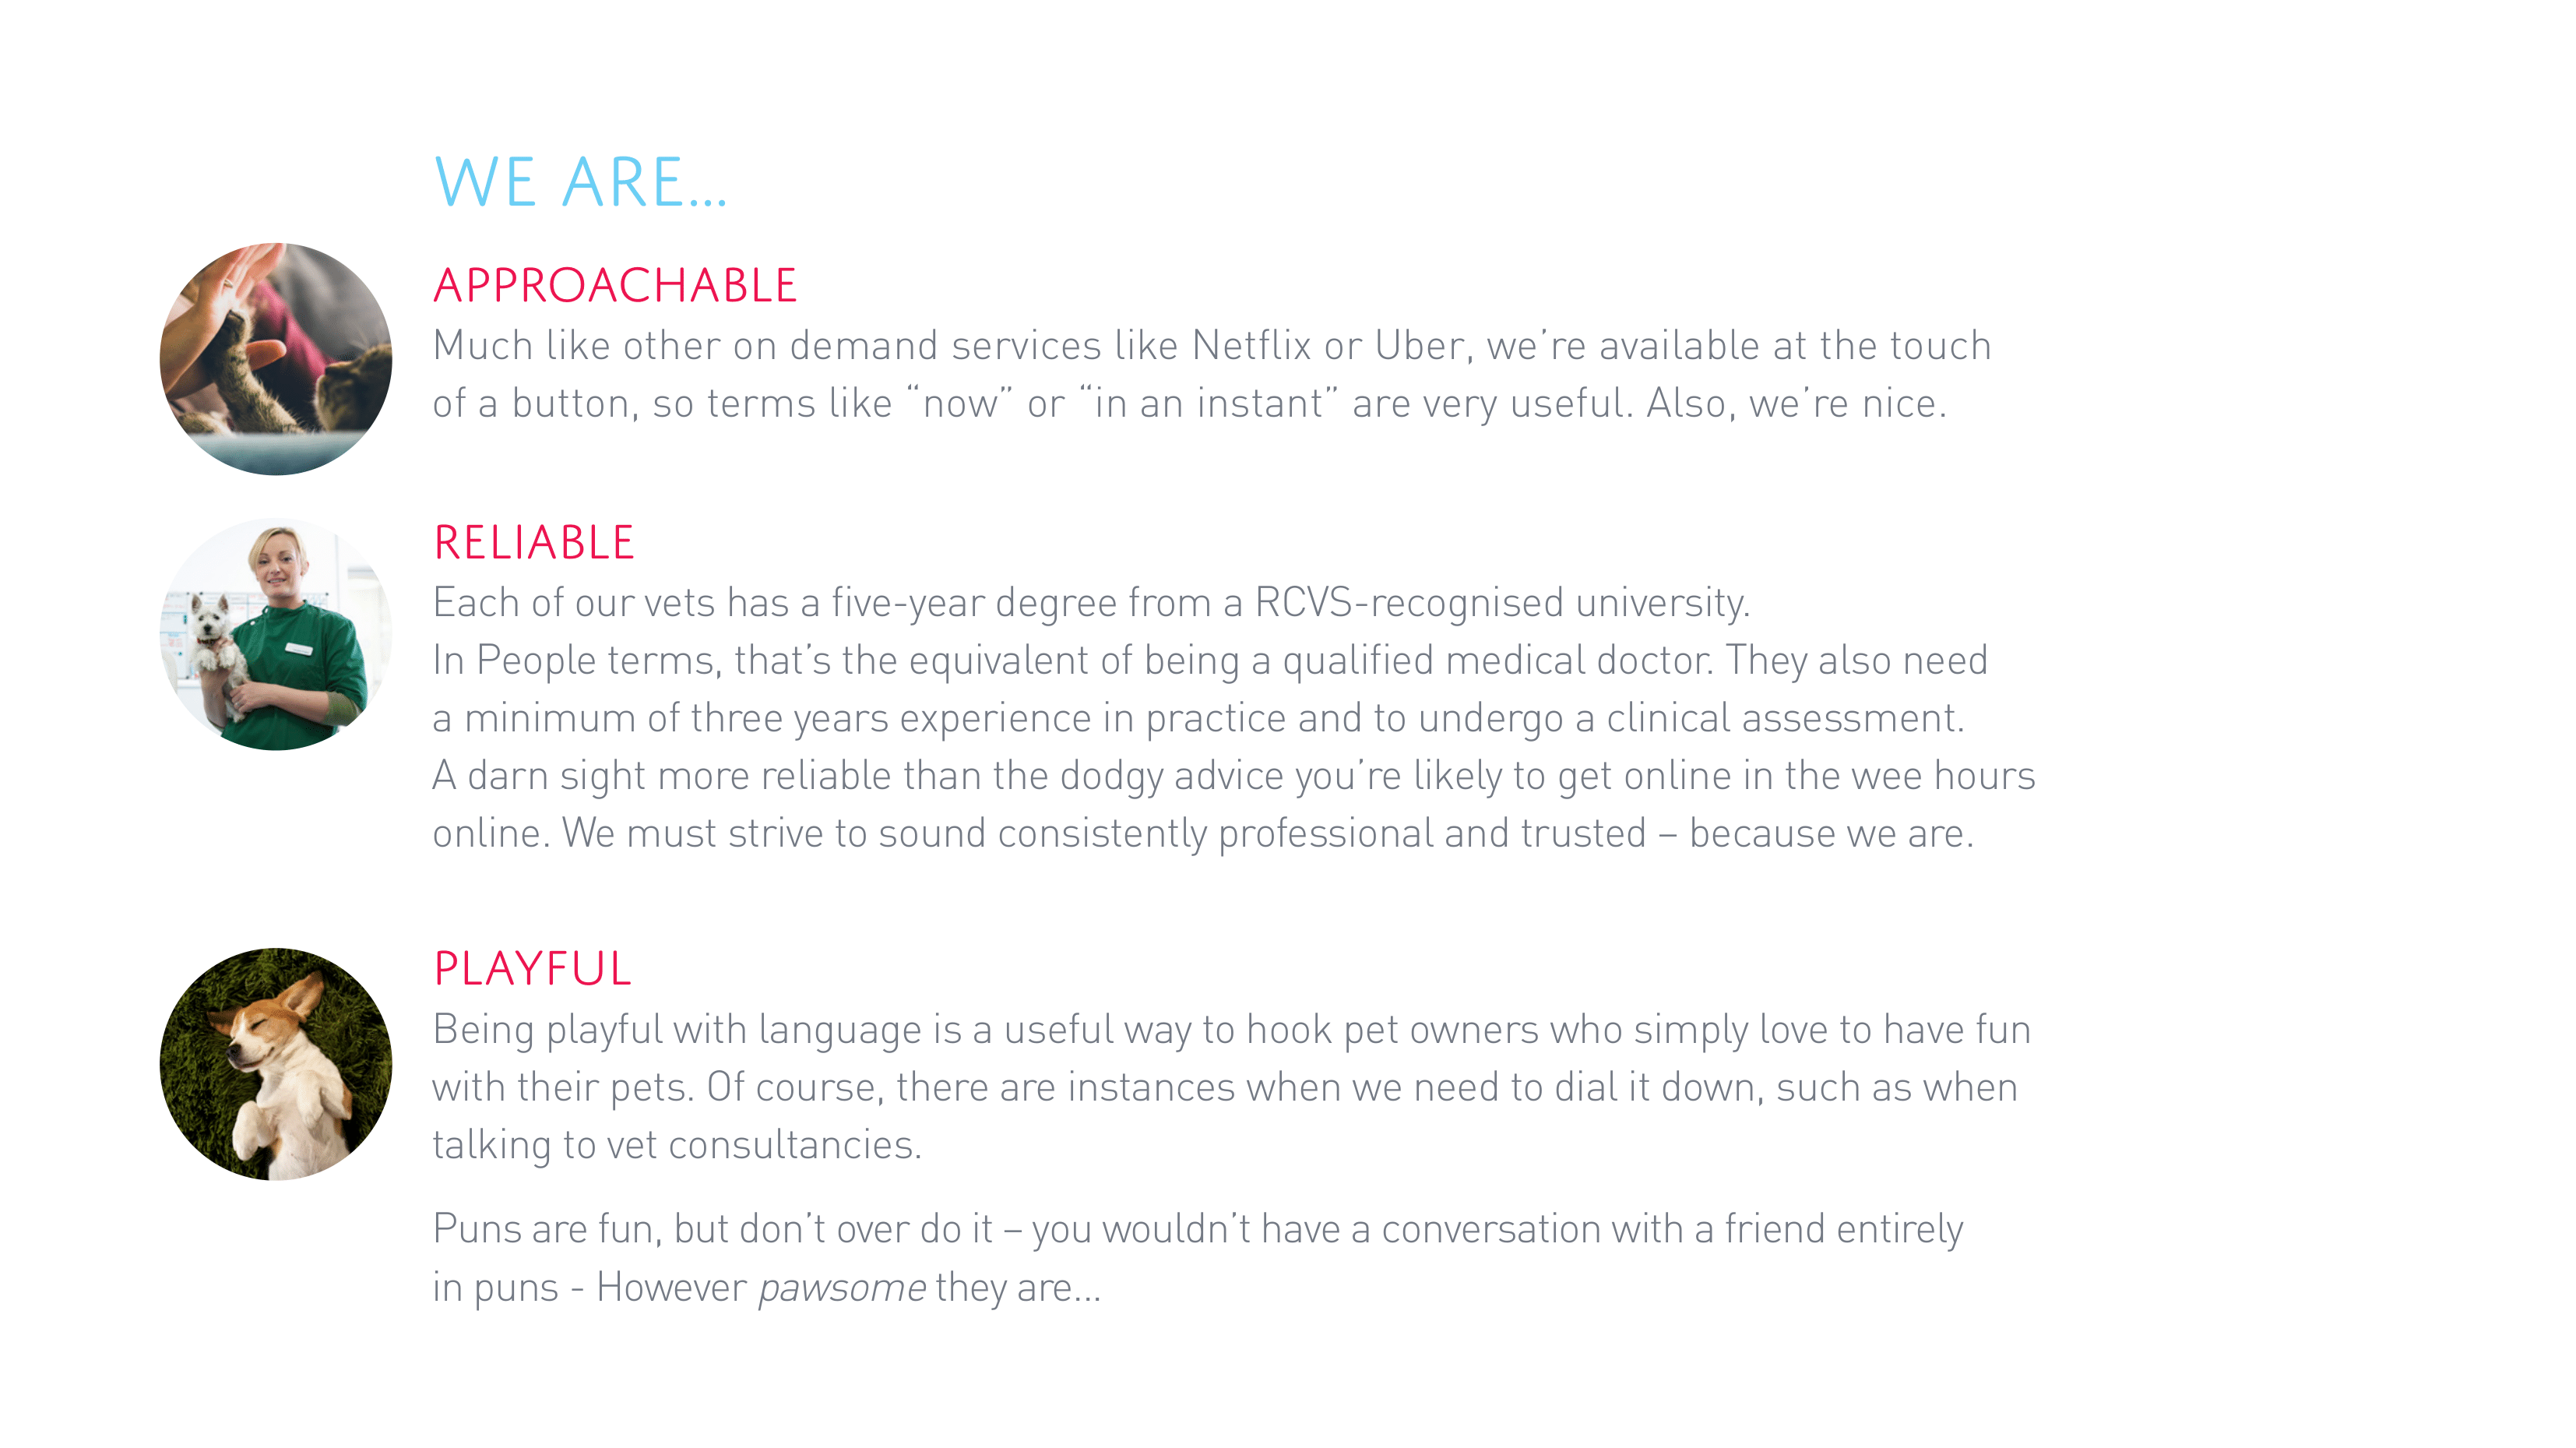 WE ARE...
APPROACHABLE
Much like other on demand services like Netflix or Uber, we’re available at the touch
of a button, so terms like “now” or “in an instant” are very useful. Also, we’re nice.
RELIABLE
Each of our vets has a five-year degree from a RCVS-recognised university.
In People terms, that’s the equivalent of being a qualified medical doctor. They also need
a minimum of three years experience in practice and to undergo a clinical assessment.
A darn sight more reliable than the dodgy advice you’re likely to get online in the wee hours
online. We must strive to sound consistently professional and trusted – because we are.
PLAYFUL
Being playful with language is a useful way to hook pet owners who simply love to have fun
with their pets. Of course, there are instances when we need to dial it down, such as when
talking to vet consultancies.
Puns are fun, but don’t over do it – you wouldn’t have a conversation with a friend entirely
in puns - However pawsome they are...